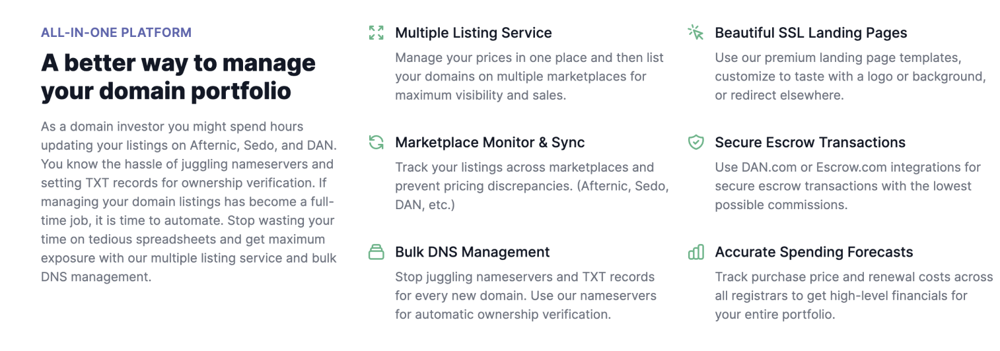 ALL-IN-ONE PLATFORM
A better way to manage
your domain portfolio
As a domain investor you might spend hours
updating your listings on Afternic, Sedo, and DAN.
You know the hassle of juggling nameservers and
setting TXT records for ownership verification. If
managing your domain listings has become a full-
time job, it is time to automate. Stop wasting your
time on tedious spreadsheets and get maximum
exposure with our multiple listing service and bulk
DNS management.
Multiple Listing Service
Manage your prices in one place and then list
your domains on multiple marketplaces for
maximum visibility and sales.
Beautiful SSL Landing Pages
Use our premium landing page templates,
customize to taste with a logo or background,
or redirect elsewhere.
Marketplace Monitor & Sync
Track your listings across marketplaces and
prevent pricing discrepancies. (Afternic, Sedo,
DAN, etc.)
Secure Escrow Transactions
Use DAN.com or Escrow.com integrations for
secure escrow transactions with the lowest
possible commissions.
Bulk DNS Management
Stop juggling nameservers and TXT records
for every new domain. Use our nameservers
for automatic ownership verification.
Accurate Spending Forecasts
Track purchase price and renewal costs across
all registrars to get high-level financials for
your entire portfolio.